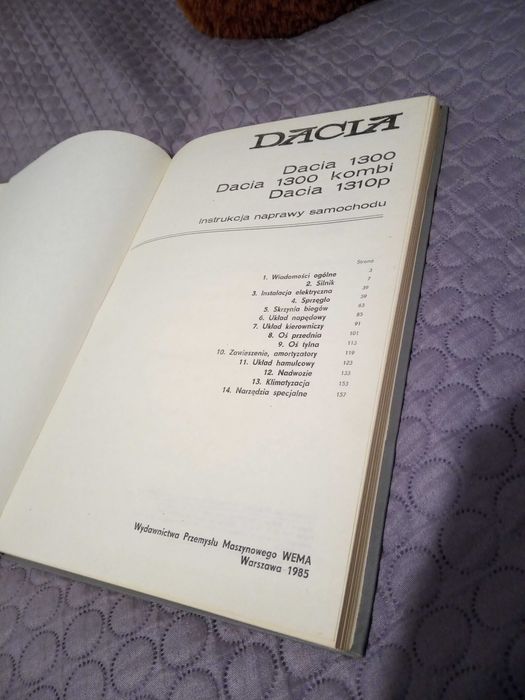 DACIA
Dacia 1300
Dacia 1300 kombi
Dacia 1310p
instrukcja naprawy samochodu
Strona
1. Wiadomości ogólne 3
2. Silnik 7
3. Instalacja elektryczna 39
4. Sprzęgło 59
5. Skrzynia biegów 63
6. Układ napędowy 85
7. Układ kierowniczy 91
8. Oś przednia 101
9. Oś tylna 113
10. Zawieszenie, amortyzatory 119
11. Układ hamulcowy 123
12. Nadwozie 133
13. Klimatyzacja 153
14. Narzędzia specjalne 157
Wydawnictwa Przemysłu Maszynowego WEMA
Warszawa 1985